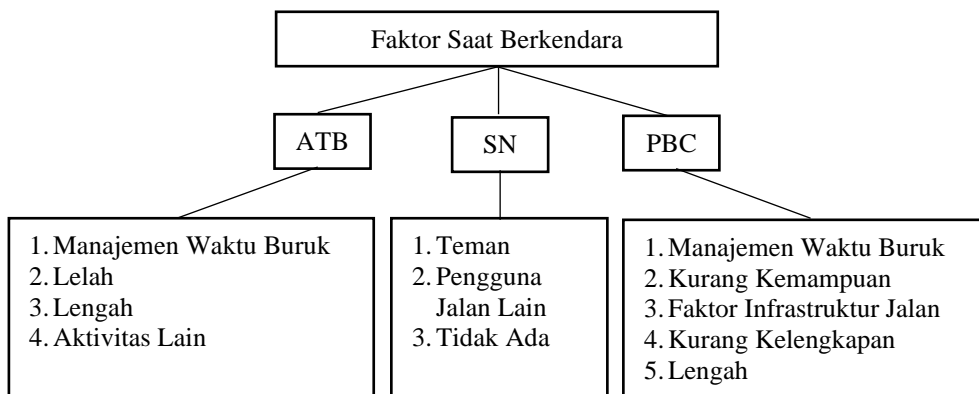 Faktor Saat Berkendara
ATB
SN
PBC
1. Manajemen Waktu Buruk
2. Lelah
3. Lengah
4. Aktivitas Lain
1. Teman
2. Pengguna
Jalan Lain
3. Tidak Ada
1. Manajemen Waktu Buruk
2. Kurang Kemampuan
3. Faktor Infrastruktur Jalan
4. Kurang Kelengkapan
5. Lengah